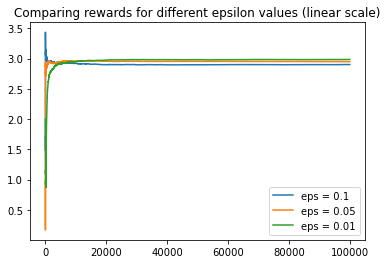 Comparing rewards for different epsilon values (linear scale)
3.5
3.0
2.5
2.0
1.5
1.0
0.5
eps = 0.1
eps = 0.05
eps = 0.01
0 20000 40000 60000 80000 100000